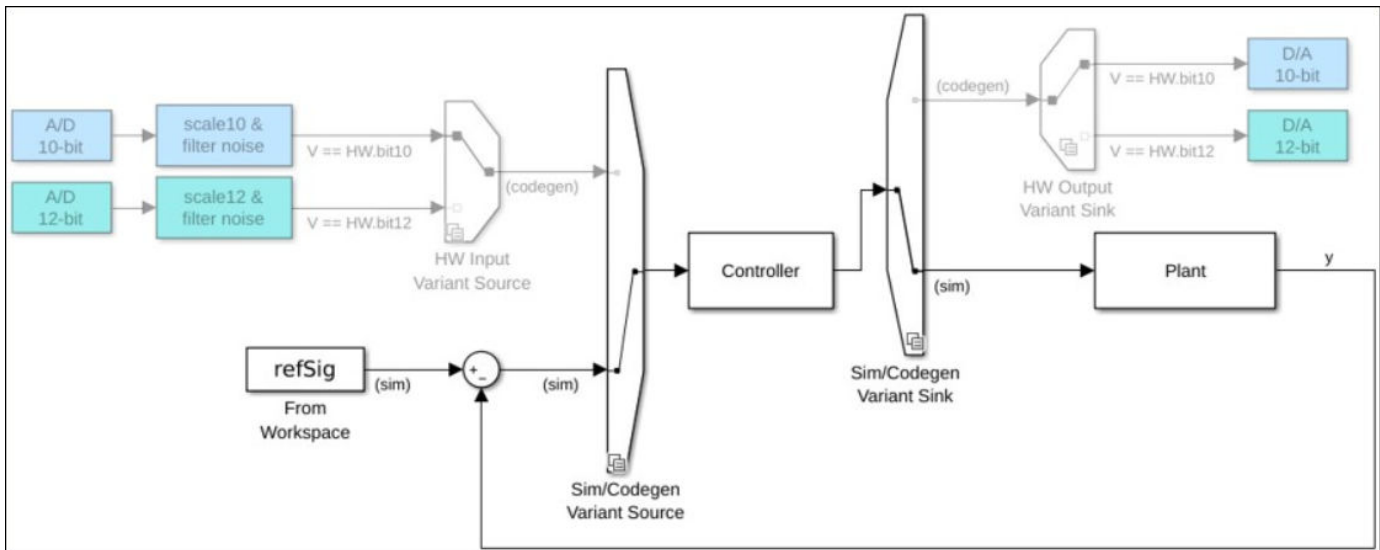 A/D
10-bit
scale10 &
filter noise
V == HW.bit10
A/D
12-bit
scale12 &
filter noise
V == HW.bit12
HW Input
Variant Source
(codegen)
refSig
(sim)
From
Workspace
+
−
(sim)
Sim/Codegen
Variant Source
Controller
Sim/Codegen
Variant Sink
(codegen)
(sim)
HW Output
Variant Sink
V == HW.bit10
D/A
10-bit
V == HW.bit12
D/A
12-bit
Plant
y